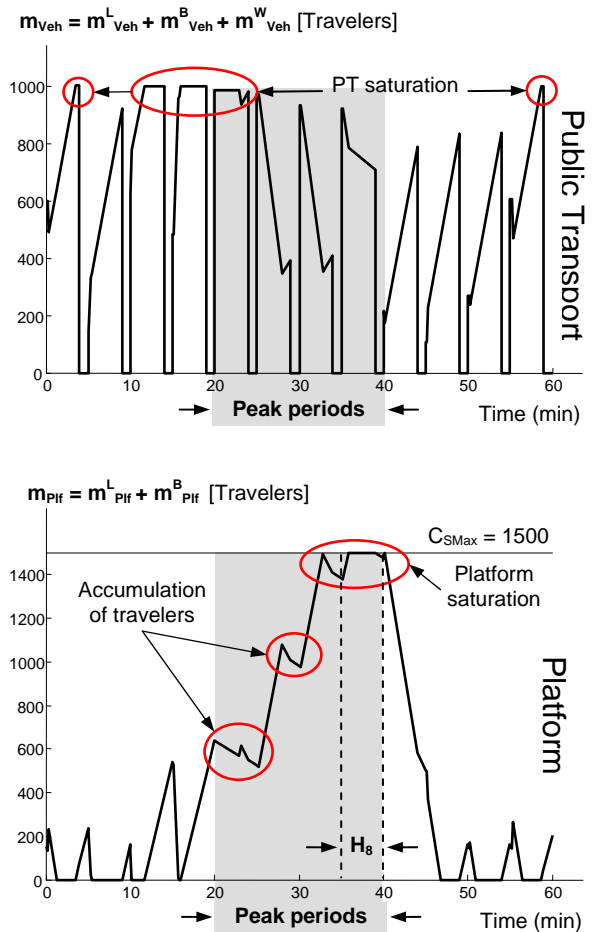 m_Veh = m^L_Veh + m^B_Veh + m^W_Veh [Travelers]
PT saturation
1000
800
600
400
200
0
Public Transport
0 10 20 30 40 50 60
Peak periods
Time (min)
m_Plf = m^L_Plf + m^B_Plf [Travelers]
C_SMax = 1500
1400
1200
1000
800
600
400
200
0
Accumulation
of travelers
Platform
saturation
Platform
H_8
0 10 20 30 40 50 60
Peak periods
Time (min)